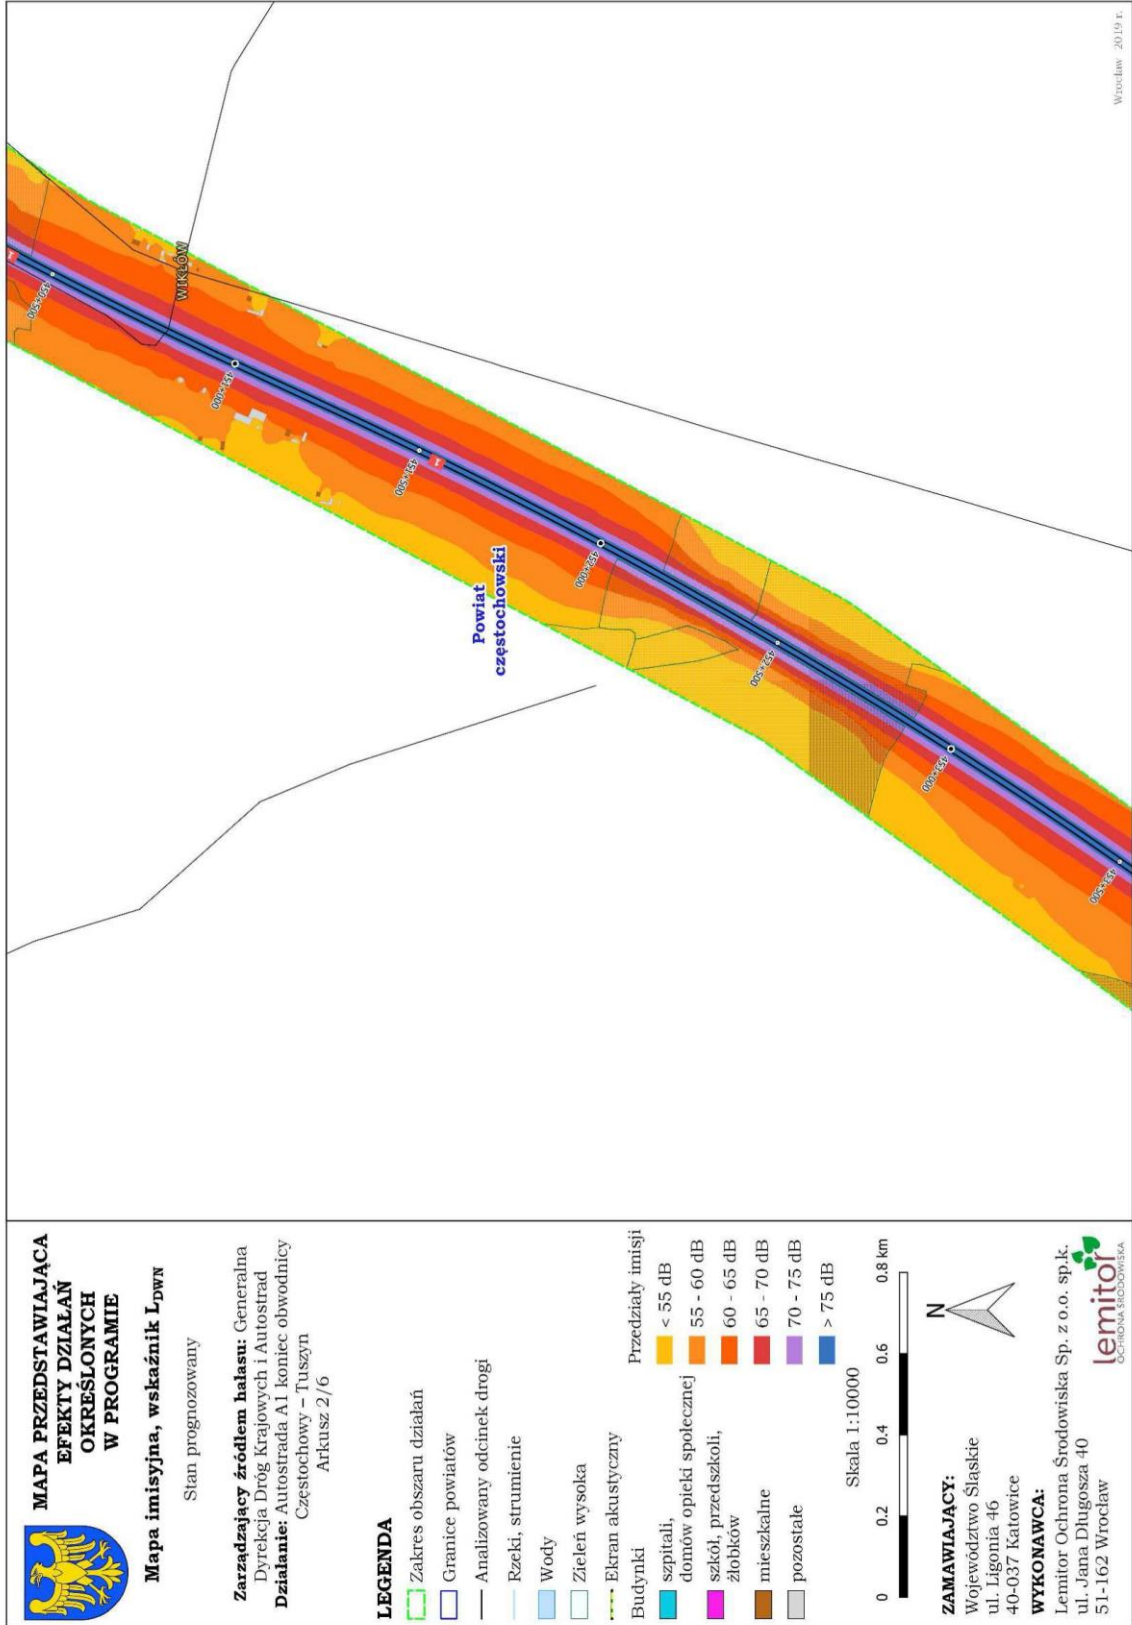 MAPA PRZEDSTAWIAJĄCA
EFEKTY DZIAŁAŃ
OKREŚLONYCH
W PROGRAMIE
Mapa imisyjna, wskaźnik L_DWN
Stan prognozowany
Zarządzający źródłem hałasu: Generalna
Dyrekcja Dróg Krajowych i Autostrad
Działanie: Autostrada A1 koniec obwodnicy
Częstochowy – Tuszyn
Arkusz 2/6
LEGENDA
Zakres obszaru działań
Granice powiatów
Analizowany odcinek drogi
Rzeki, strumienie
Wody
Zieleń wysoka
Ekran akustyczny
Budynki
szpitali,
domów opieki społecznej
szkół, przedszkoli,
żłobków
mieszkalne
pozostałe
Przedziały imisji
< 55 dB
55 - 60 dB
60 - 65 dB
65 - 70 dB
70 - 75 dB
> 75 dB
Skala 1:10000
0 0.2 0.4 0.6 0.8 km
N
ZAMAWIAJĄCY:
Województwo Śląskie
ul. Ligonia 46
40-037 Katowice
WYKONAWCA:
Lemitor Ochrona Środowiska Sp. z o.o. sp.k.
ul. Jana Długosza 40
51-162 Wrocław
lemitor
OCHRONA ŚRODOWISKA
1
450+500
WIKŁÓW
451+000
451+500
1
Powiat
częstochowski
452+000
452+500
453+000
453+500
Wrocław 2019 r.